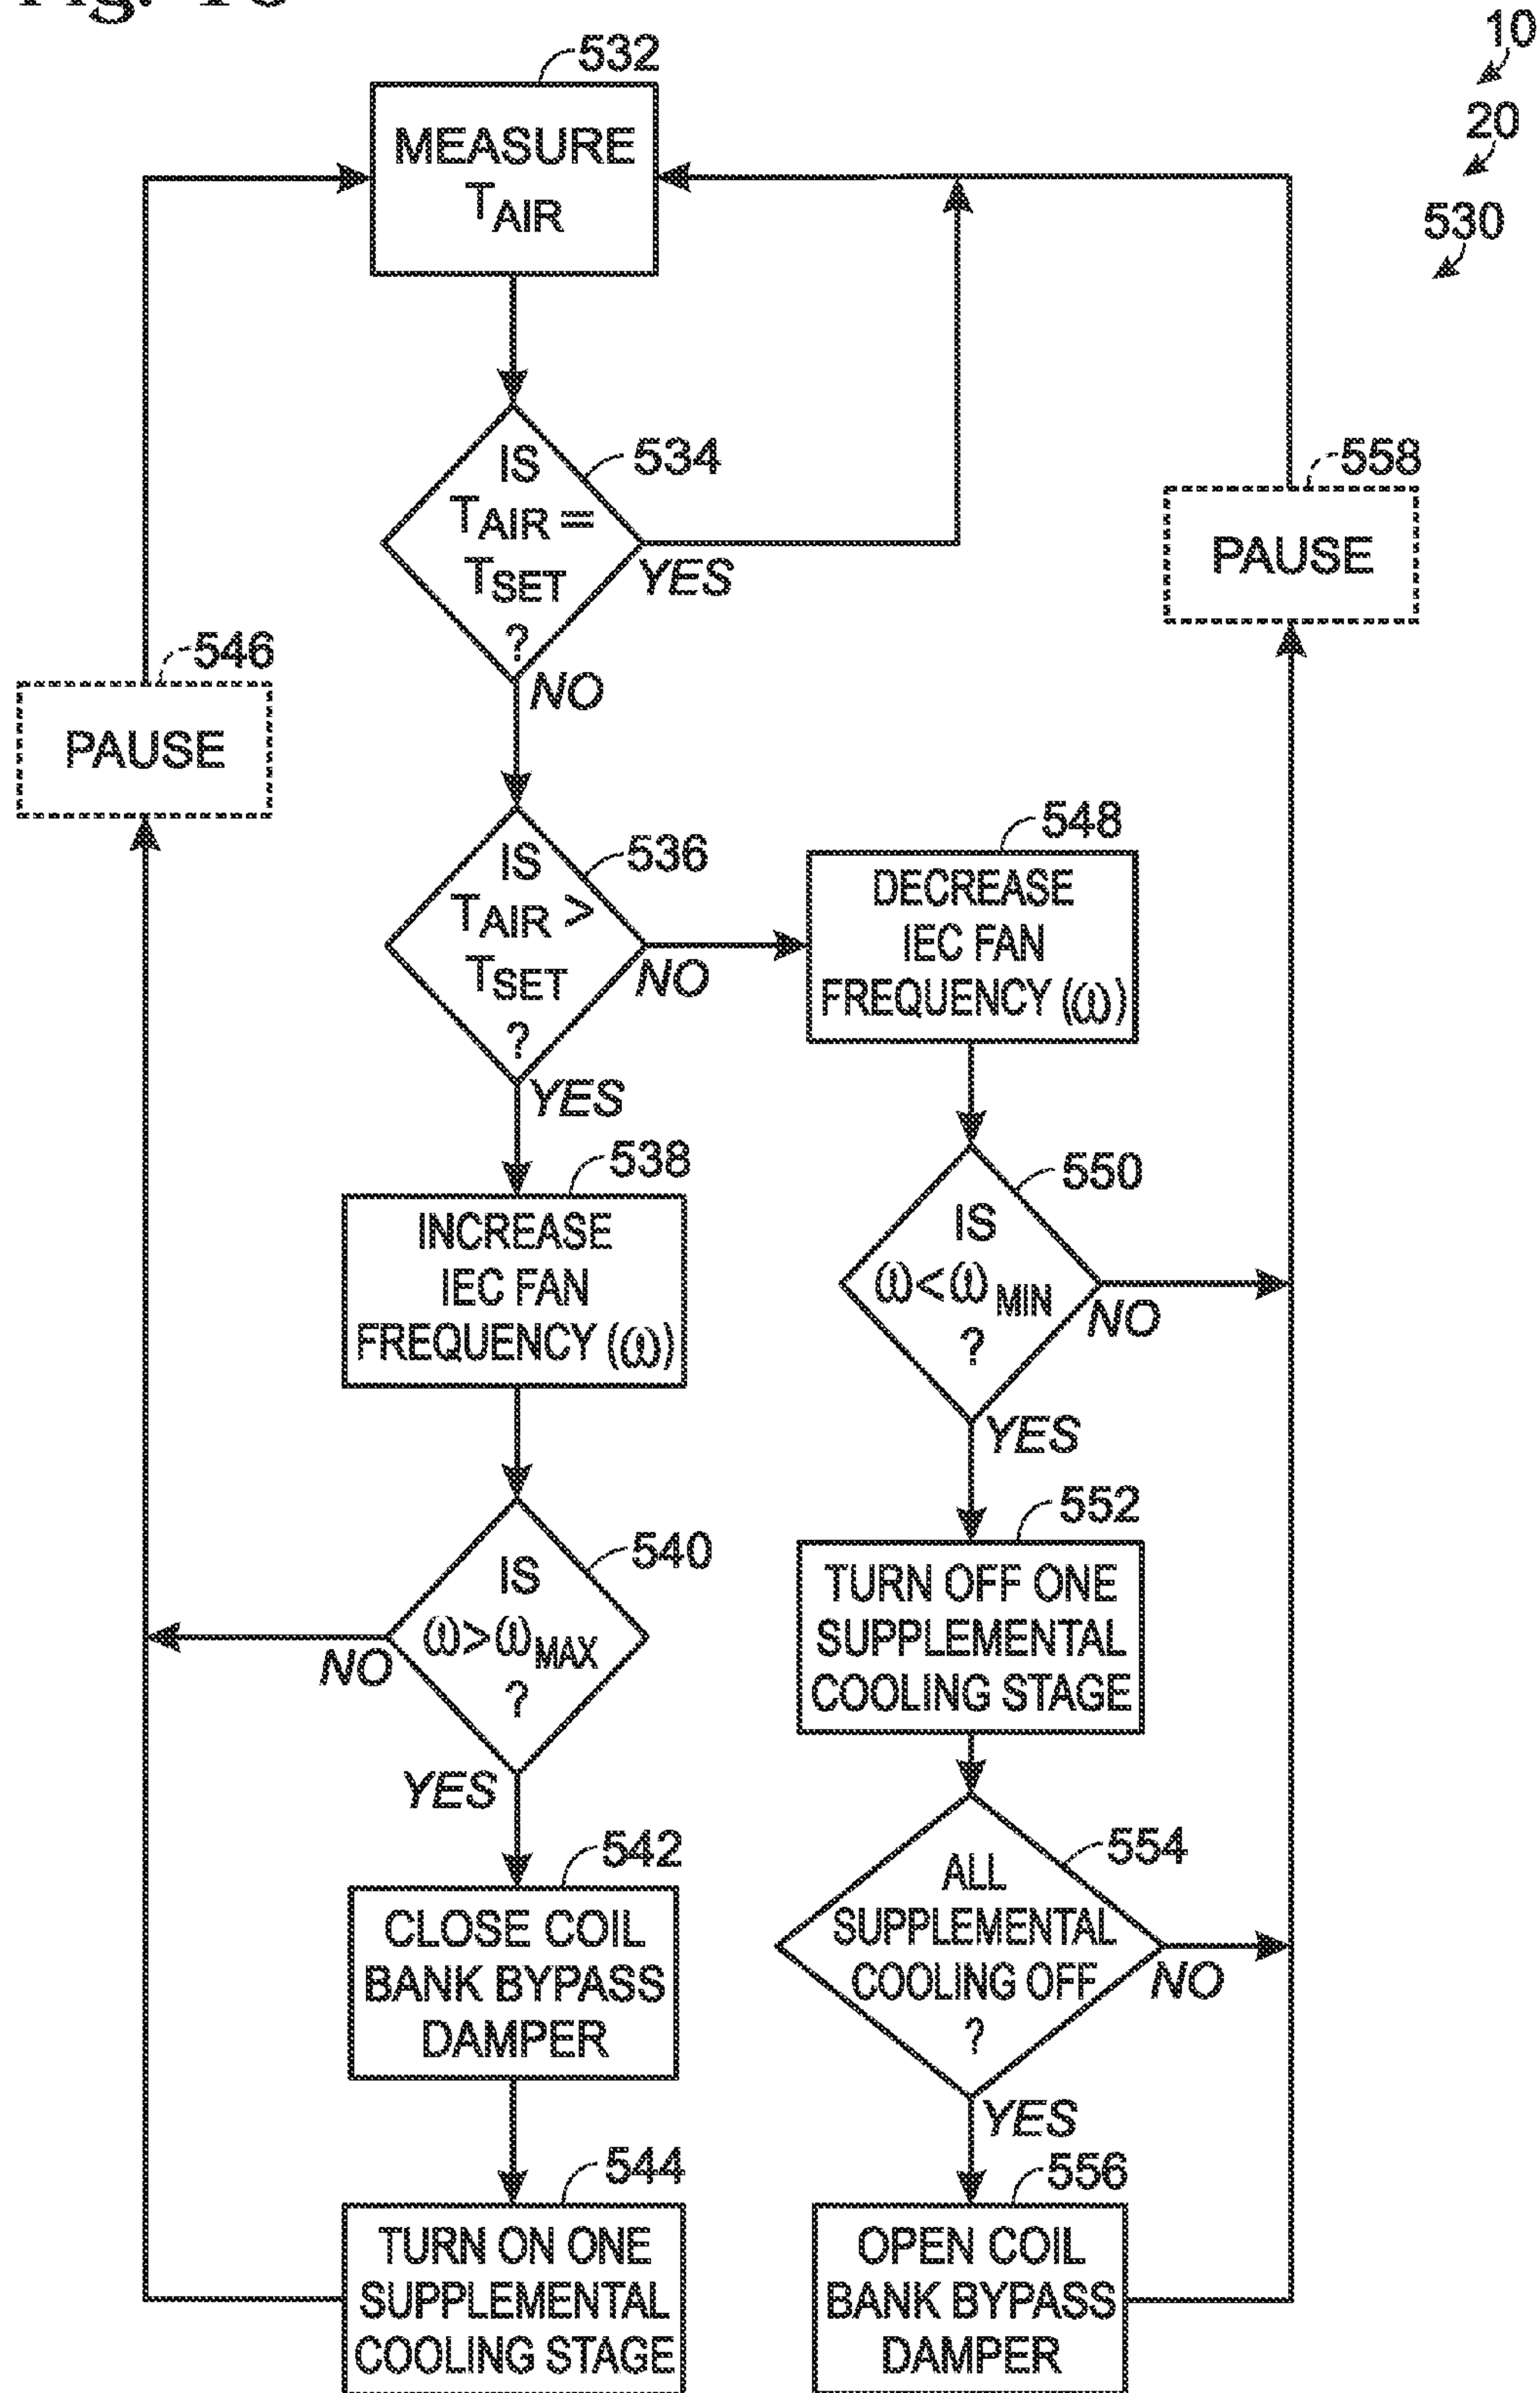 10
20
530
532
MEASURE
TAIR
534
IS
TAIR =
TSET
?
YES
NO
558
PAUSE
546
PAUSE
536
IS
TAIR >
TSET
?
NO
YES
548
DECREASE
IEC FAN
FREQUENCY (ω)
538
INCREASE
IEC FAN
FREQUENCY (ω)
550
IS
ω<ω MIN
?
NO
YES
540
IS
ω>ωMAX
?
NO
YES
552
TURN OFF ONE
SUPPLEMENTAL
COOLING STAGE
542
CLOSE COIL
BANK BYPASS
DAMPER
554
ALL
SUPPLEMENTAL
COOLING OFF
?
NO
YES
544
TURN ON ONE
SUPPLEMENTAL
COOLING STAGE
556
OPEN COIL
BANK BYPASS
DAMPER